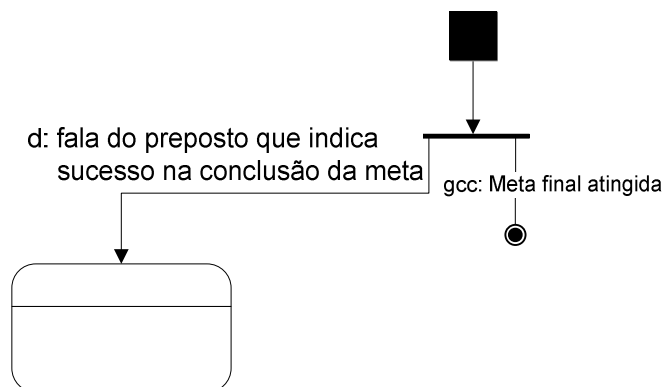 d: fala do preposto que indica
sucesso na conclusão da meta
gcc: Meta final atingida